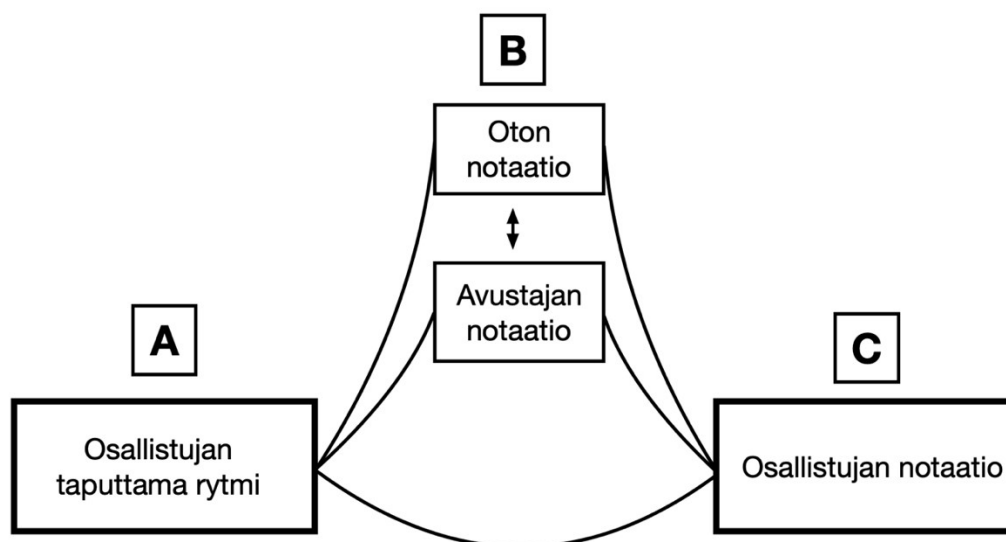 B
Oton
notaatio
Avustajan
notaatio
A
C
Osallistujan
taputtama rytmi
Osallistujan notaatio